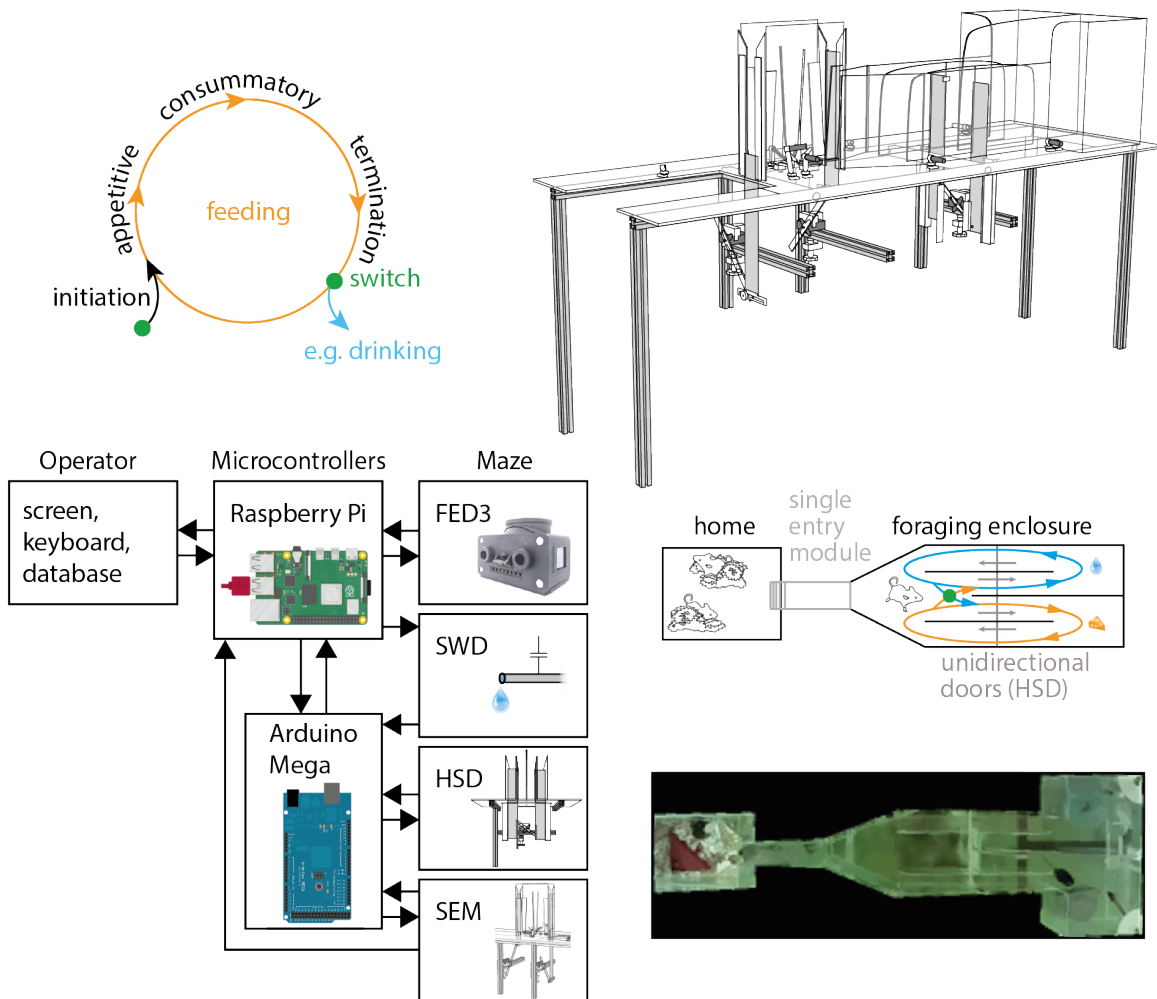 consummatory
appetitive
termination
feeding
switch
initiation
e.g. drinking
Operator
Microcontrollers
Maze
screen,
keyboard,
database
Raspberry Pi
FED3
SWD
Arduino
Mega
HSD
SEM
home
single
entry
module
foraging enclosure
unidirectional
doors (HSD)